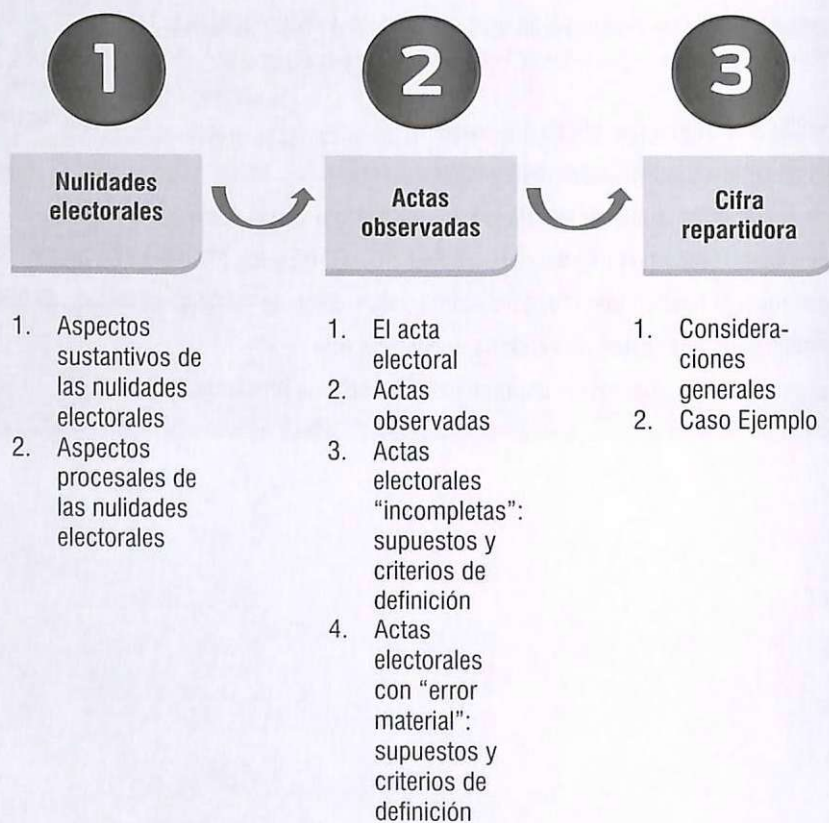 1
Nulidades
electorales
1. Aspectos
sustantivos de
las nulidades
electorales
2. Aspectos
procesales de
las nulidades
electorales
2
Actas
observadas
1. El acta
electoral
2. Actas
observadas
3. Actas
electorales
“incompletas”:
supuestos y
criterios de
definición
4. Actas
electorales
con “error
material”:
supuestos y
criterios de
definición
3
Cifra
repartidora
1. Considera-
ciones
generales
2. Caso Ejemplo